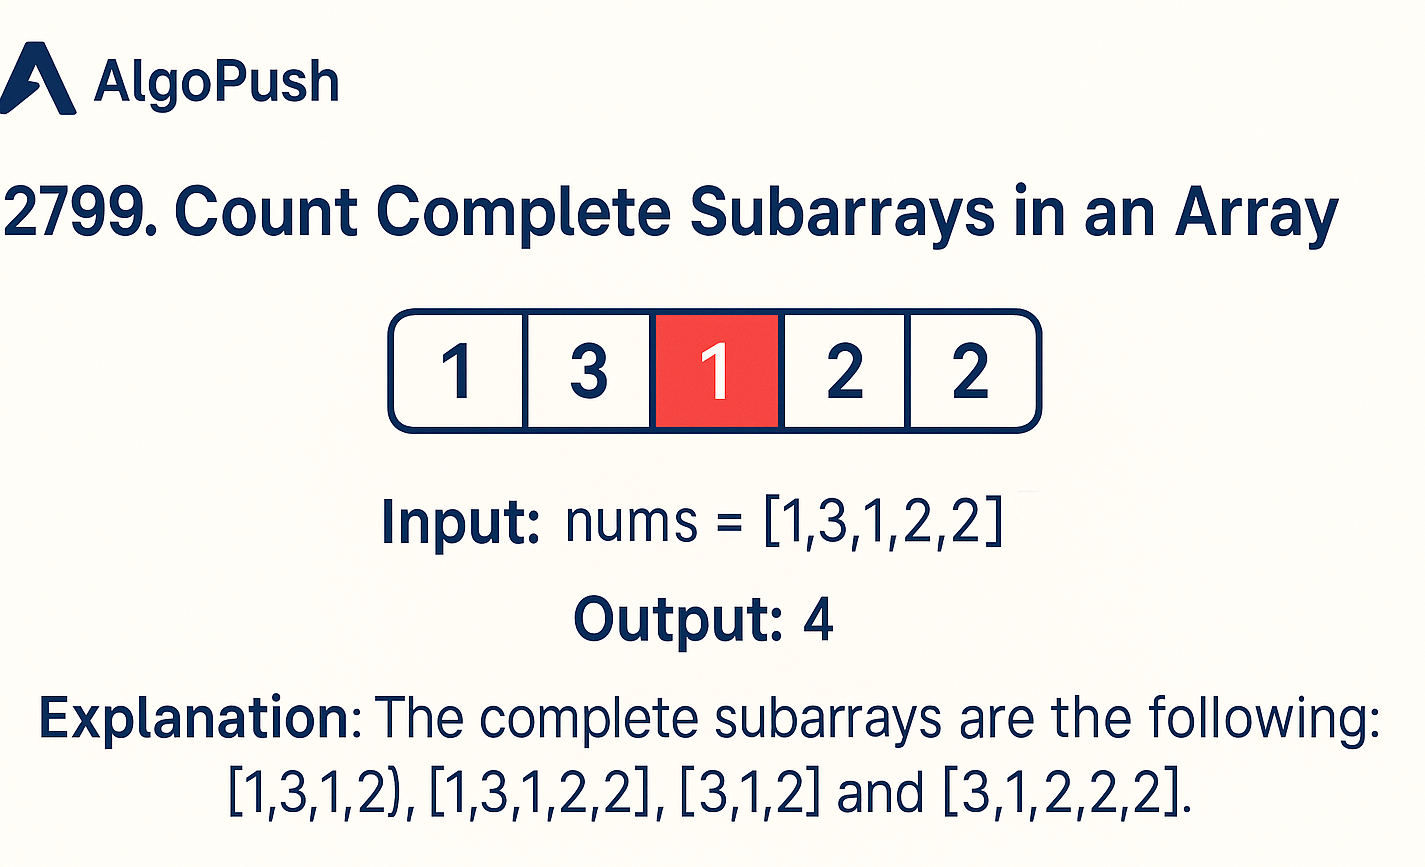 AlgoPush
2799. Count Complete Subarrays in an Array
1 3 1 2 2
Input: nums = [1,3,1,2,2]
Output: 4
Explanation: The complete subarrays are the following:
[1,3,1,2), [1,3,1,2,2], [3,1,2] and [3,1,2,2,2].